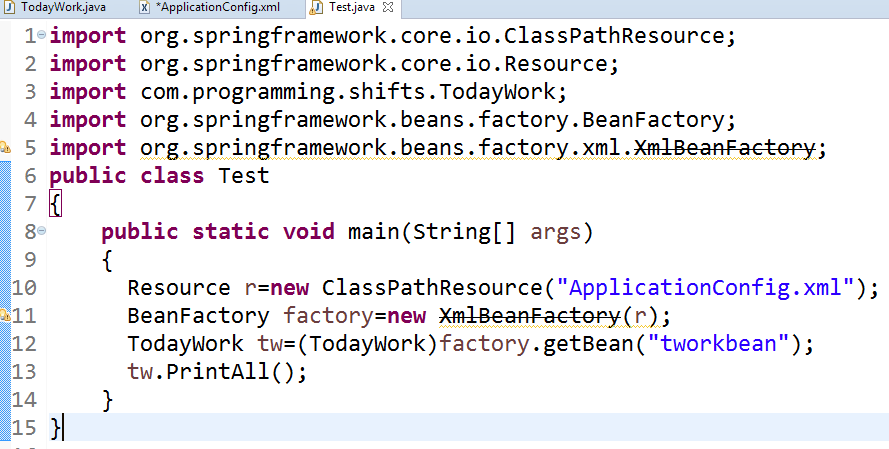 TodayWork.java *ApplicationConfig.xml Test.java
1 import org.springframework.core.io.ClassPathResource;
2 import org.springframework.core.io.Resource;
3 import com.programming.shifts.TodayWork;
4 import org.springframework.beans.factory.BeanFactory;
5 import org.springframework.beans.factory.xml.XmlBeanFactory;
6 public class Test
7 {
8 public static void main(String[] args)
9 {
10 Resource r=new ClassPathResource("ApplicationConfig.xml");
11 BeanFactory factory=new XmlBeanFactory(r);
12 TodayWork tw=(TodayWork)factory.getBean("tworkbean");
13 tw.PrintAll();
14 }
15 }